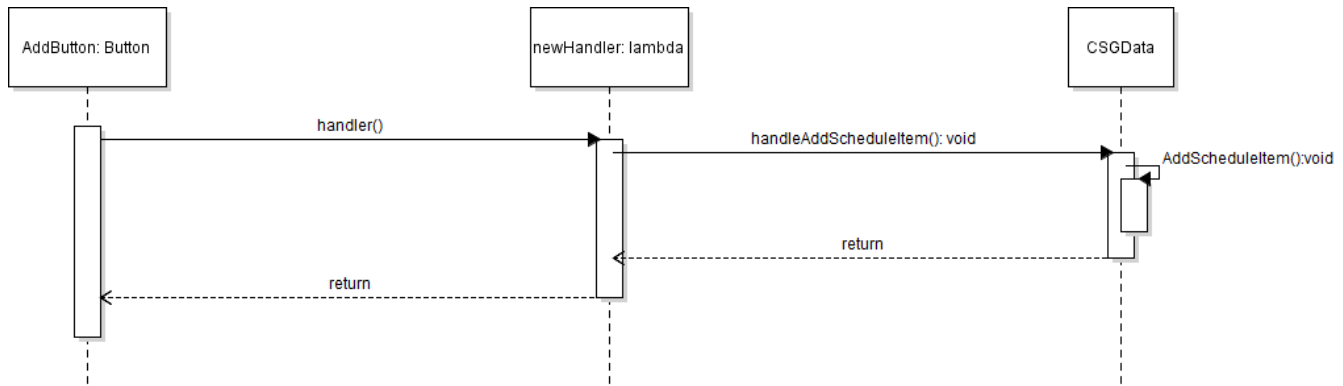 AddButton: Button
newHandler: lambda
CSGData
handler()
handleAddScheduleItem(): void
AddScheduleItem():void
return
return